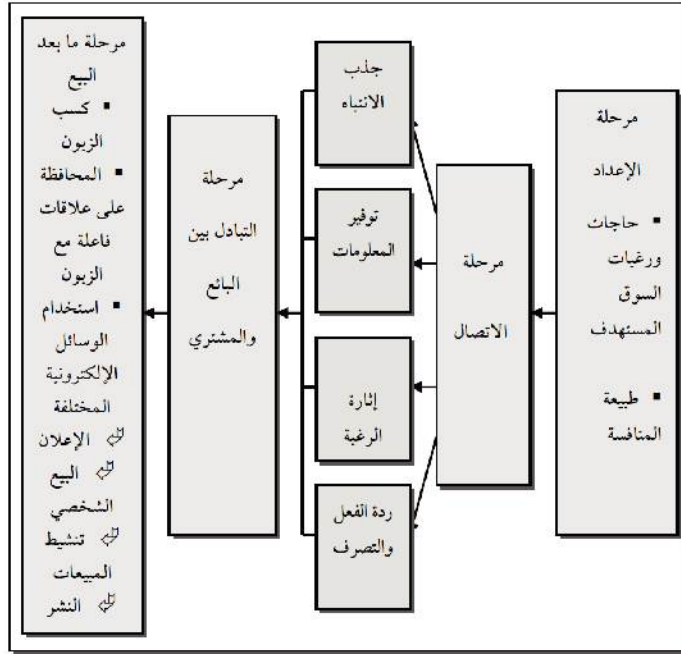 مرحلة
الإعداد
▪ حاجات
ورغبات
السوق
المستهدف
▪ طبيعة
المنافسة
مرحلة
الاتصال
جذب
الانتباه
توفير
المعلومات
إثارة
الرغبة
ردة الفعل
والتصرف
مرحلة
التبادل بين
البائع
والمشتري
مرحلة ما بعد
البيع
▪ كسب
الزبون
▪ المحافظة
على علاقات
فاعلة مع
الزبون
▪ استخدام
الوسائل
الإلكترونية
المختلفة
الإعلان
البيع
الشخصي
تنشيط
المبيعات
النشر